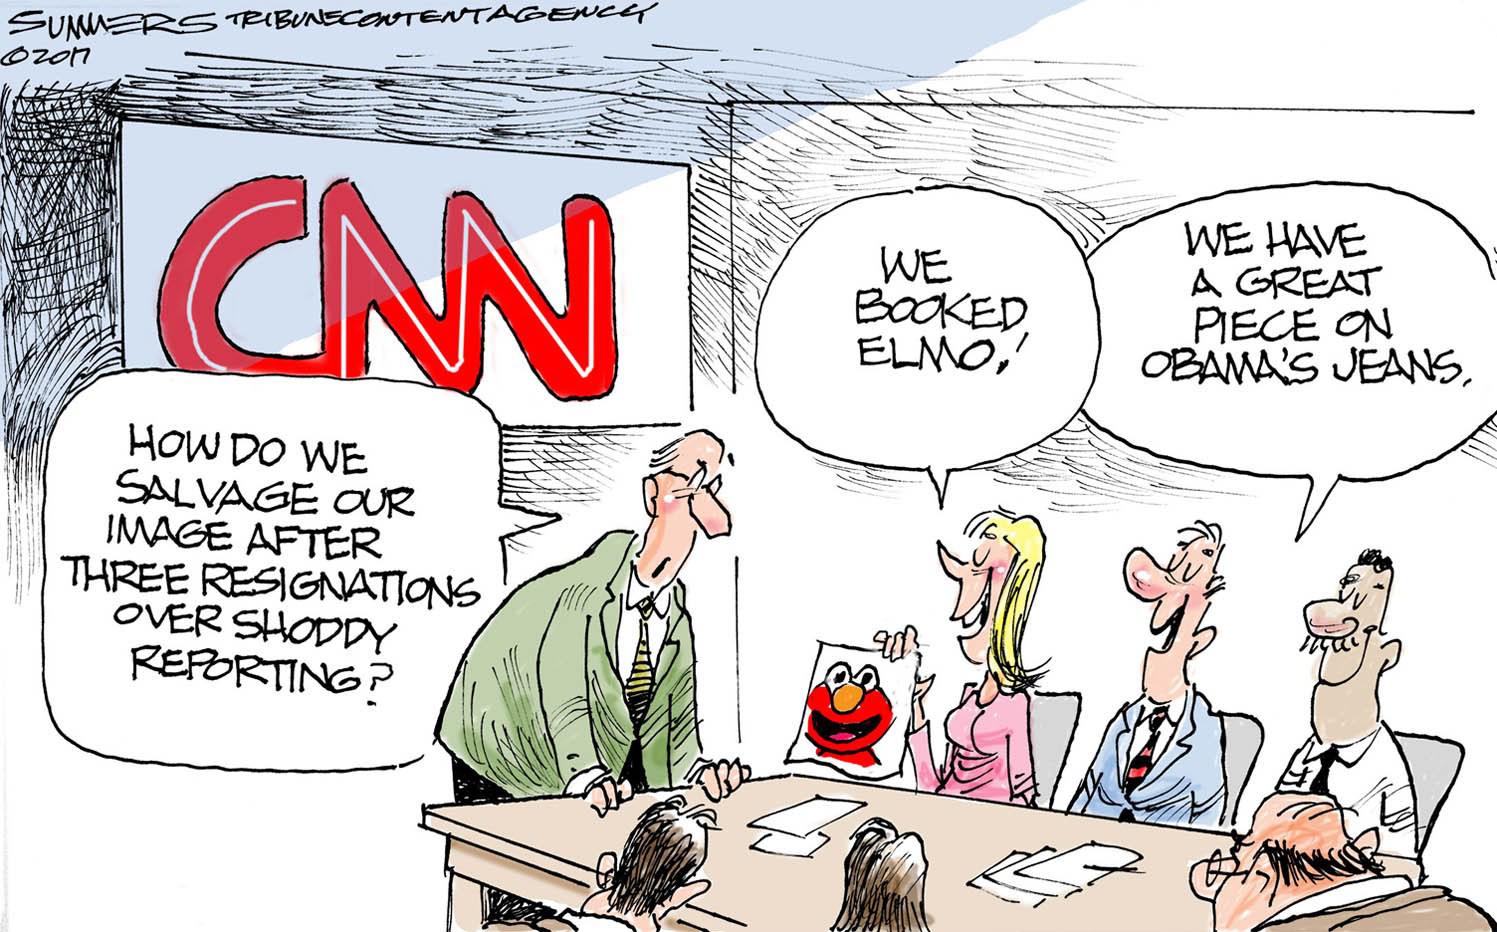 SUMMERS TRIBUNECONTENTAGENCY
©2017
CNN
HOW DO WE
SALVAGE OUR
IMAGE AFTER
THREE RESIGNATIONS
OVER SHODDY
REPORTING?
WE
BOOKED
ELMO!
WE HAVE
A GREAT
PIECE ON
OBAMA'S JEANS.